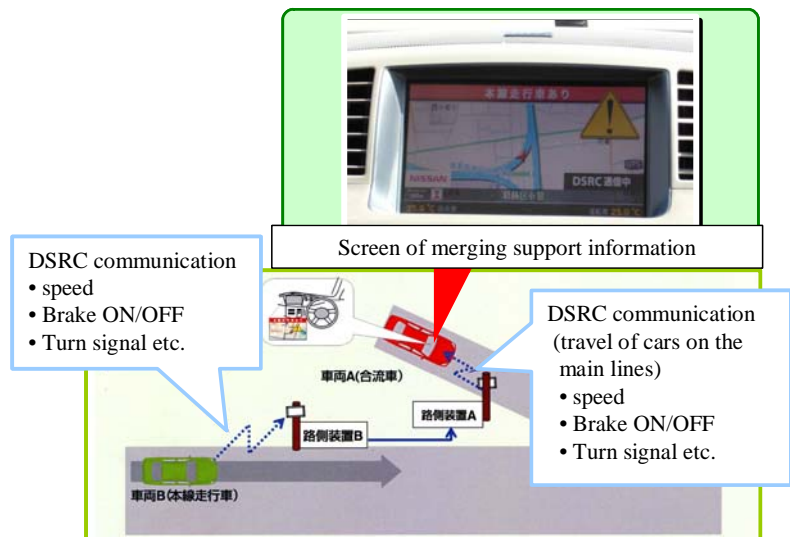 本線走行車あり
NISSAN
DSRC通信中
Screen of merging support information
DSRC communication
• speed
• Brake ON/OFF
• Turn signal etc.
DSRC communication
(travel of cars on the
main lines)
• speed
• Brake ON/OFF
• Turn signal etc.
車両A(合流車)
路側装置A
路側装置B
車両B(本線走行車)